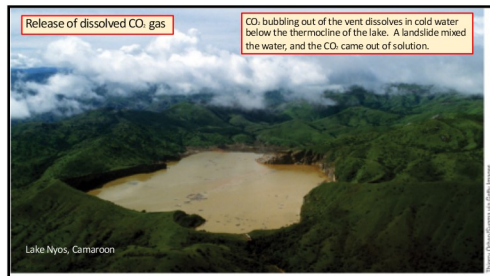 Release of dissolved CO₂ gas
CO₂ bubbling out of the vent dissolves in cold water
below the thermocline of the lake.  A landslide mixed
the water, and the CO₂ came out of solution.
Lake Nyos, Camaroon